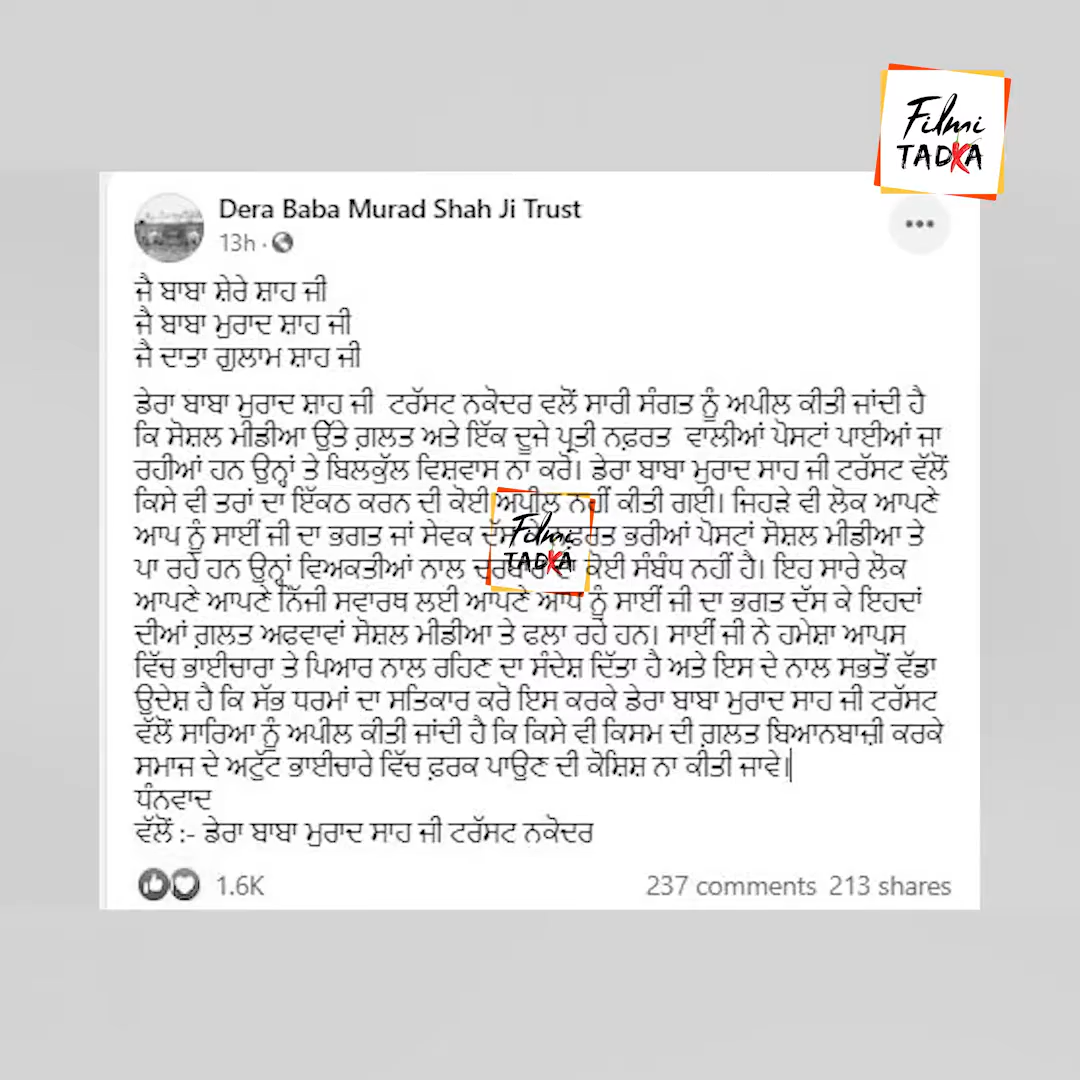 Filmi
TADKA
Dera Baba Murad Shah Ji Trust
13h ·
ਜੈ ਬਾਬਾ ਸ਼ੇਰੇ ਸ਼ਾਹ ਜੀ
ਜੈ ਬਾਬਾ ਮੁਰਾਦ ਸ਼ਾਹ ਜੀ
ਜੈ ਦਾਤਾ ਗੁਲਾਮ ਸ਼ਾਹ ਜੀ
ਡੇਰਾ ਬਾਬਾ ਮੁਰਾਦ ਸ਼ਾਹ ਜੀ ਟਰੱਸਟ ਨਕੋਦਰ ਵਲੋਂ ਸਾਰੀ ਸੰਗਤ ਨੂੰ ਅਪੀਲ ਕੀਤੀ ਜਾਂਦੀ ਹੈ
ਕਿ ਸੋਸ਼ਲ ਮੀਡੀਆ ਉੱਤੇ ਗ਼ਲਤ ਅਤੇ ਇੱਕ ਦੂਜੇ ਪ੍ਰਤੀ ਨਫ਼ਰਤ ਵਾਲੀਆਂ ਪੋਸਟਾਂ ਪਾਈਆਂ ਜਾ
ਰਹੀਆਂ ਹਨ ਉਨ੍ਹਾਂ ਤੇ ਬਿਲਕੁੱਲ ਵਿਸ਼ਵਾਸ ਨਾ ਕਰੋ। ਡੇਰਾ ਬਾਬਾ ਮੁਰਾਦ ਸਾਹ ਜੀ ਟਰੱਸਟ ਵੱਲੋਂ
ਕਿਸੇ ਵੀ ਤਰਾਂ ਦਾ ਇੱਕਠ ਕਰਨ ਦੀ ਕੋਈ ਅਪੀਲ ਨਹੀਂ ਕੀਤੀ ਗਈ। ਜਿਹੜੇ ਵੀ ਲੋਕ ਆਪਣੇ
ਆਪ ਨੂੰ ਸਾਈਂ ਜੀ ਦਾ ਭਗਤ ਜਾਂ ਸੇਵਕ ਭਰੀਆਂ ਪੋਸਟਾਂ ਸੋਸ਼ਲ ਮੀਡੀਆ ਤੇ
Filmi
TADKA
ਪਾ ਰਹੇ ਹਨ ਉਨ੍ਹਾਂ ਵਿਅਕਤੀਆਂ ਨਾਲ ਕੋਈ ਸੰਬੰਧ ਨਹੀਂ ਹੈ। ਇਹ ਸਾਰੇ ਲੋਕ
ਆਪਣੇ ਆਪਣੇ ਨਿੱਜੀ ਸਵਾਰਥ ਲਈ ਆਪਣੇ ਆਪ ਨੂੰ ਸਾਈਂ ਜੀ ਦਾ ਭਗਤ ਦੱਸ ਕੇ ਇਹਦਾਂ
ਦੀਆਂ ਗ਼ਲਤ ਅਫਵਾਵਾਂ ਸੋਸ਼ਲ ਮੀਡੀਆ ਤੇ ਫਲਾ ਰਹੇ ਹਨ। ਸਾਈਂ ਜੀ ਨੇ ਹਮੇਸ਼ਾ ਆਪਸ
ਵਿੱਚ ਭਾਈਚਾਰਾ ਤੇ ਪਿਆਰ ਨਾਲ ਰਹਿਣ ਦਾ ਸੰਦੇਸ਼ ਦਿੱਤਾ ਹੈ ਅਤੇ ਇਸ ਦੇ ਨਾਲ ਸਭਤੋਂ ਵੱਡਾ
ਉਦੇਸ਼ ਹੈ ਕਿ ਸੱਭ ਧਰਮਾਂ ਦਾ ਸਤਿਕਾਰ ਕਰੋ ਇਸ ਕਰਕੇ ਡੇਰਾ ਬਾਬਾ ਮੁਰਾਦ ਸਾਹ ਜੀ ਟਰੱਸਟ
ਵੱਲੋਂ ਸਾਰਿਆ ਨੂੰ ਅਪੀਲ ਕੀਤੀ ਜਾਂਦੀ ਹੈ ਕਿ ਕਿਸੇ ਵੀ ਕਿਸਮ ਦੀ ਗ਼ਲਤ ਬਿਆਨਬਾਜ਼ੀ ਕਰਕੇ
ਸਮਾਜ ਦੇ ਅਟੁੱਟ ਭਾਈਚਾਰੇ ਵਿੱਚ ਫ਼ਰਕ ਪਾਉਣ ਦੀ ਕੋਸ਼ਿਸ਼ ਨਾ ਕੀਤੀ ਜਾਵੇ।
ਧੰਨਵਾਦ
ਵੱਲੋਂ :- ਡੇਰਾ ਬਾਬਾ ਮੁਰਾਦ ਸਾਹ ਜੀ ਟਰੱਸਟ ਨਕੋਦਰ
1.6K 237 comments 213 shares